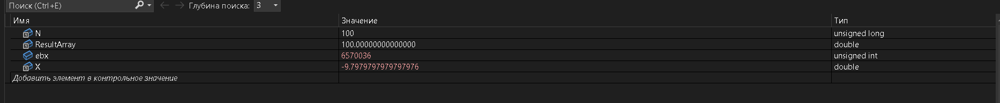 Поиск (Ctrl+E) Глубина поиска: 3
Имя Значение Тип
N 100 unsigned long
ResultArray 100.00000000000000 double
ebx 6570036 unsigned int
X -9.7979797979797976 double
Добавить элемент в контрольное значение